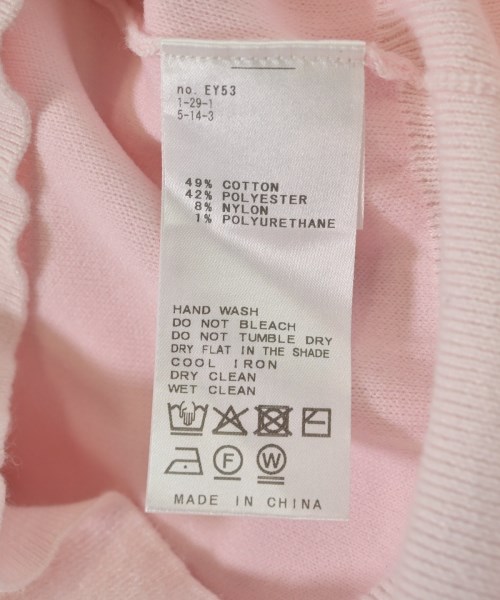 no. EY53
1-29-1
5-14-3
49% COTTON
42% POLYESTER
8% NYLON
1% POLYURETHANE
HAND WASH
DO NOT BLEACH
DO NOT TUMBLE DRY
DRY FLAT IN THE SHADE
COOL IRON
DRY CLEAN
WET CLEAN
F W
MADE IN CHINA